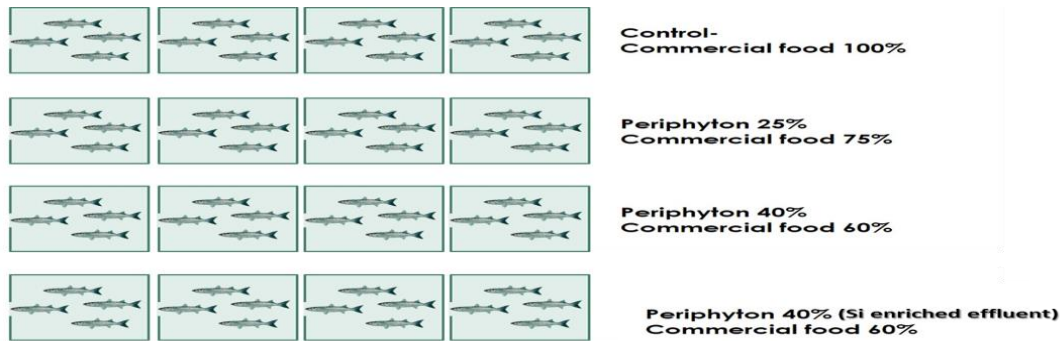 Control-
Commercial food 100%
Periphyton 25%
Commercial food 75%
Periphyton 40%
Commercial food 60%
Periphyton 40% (Si enriched effluent)
Commercial food 60%